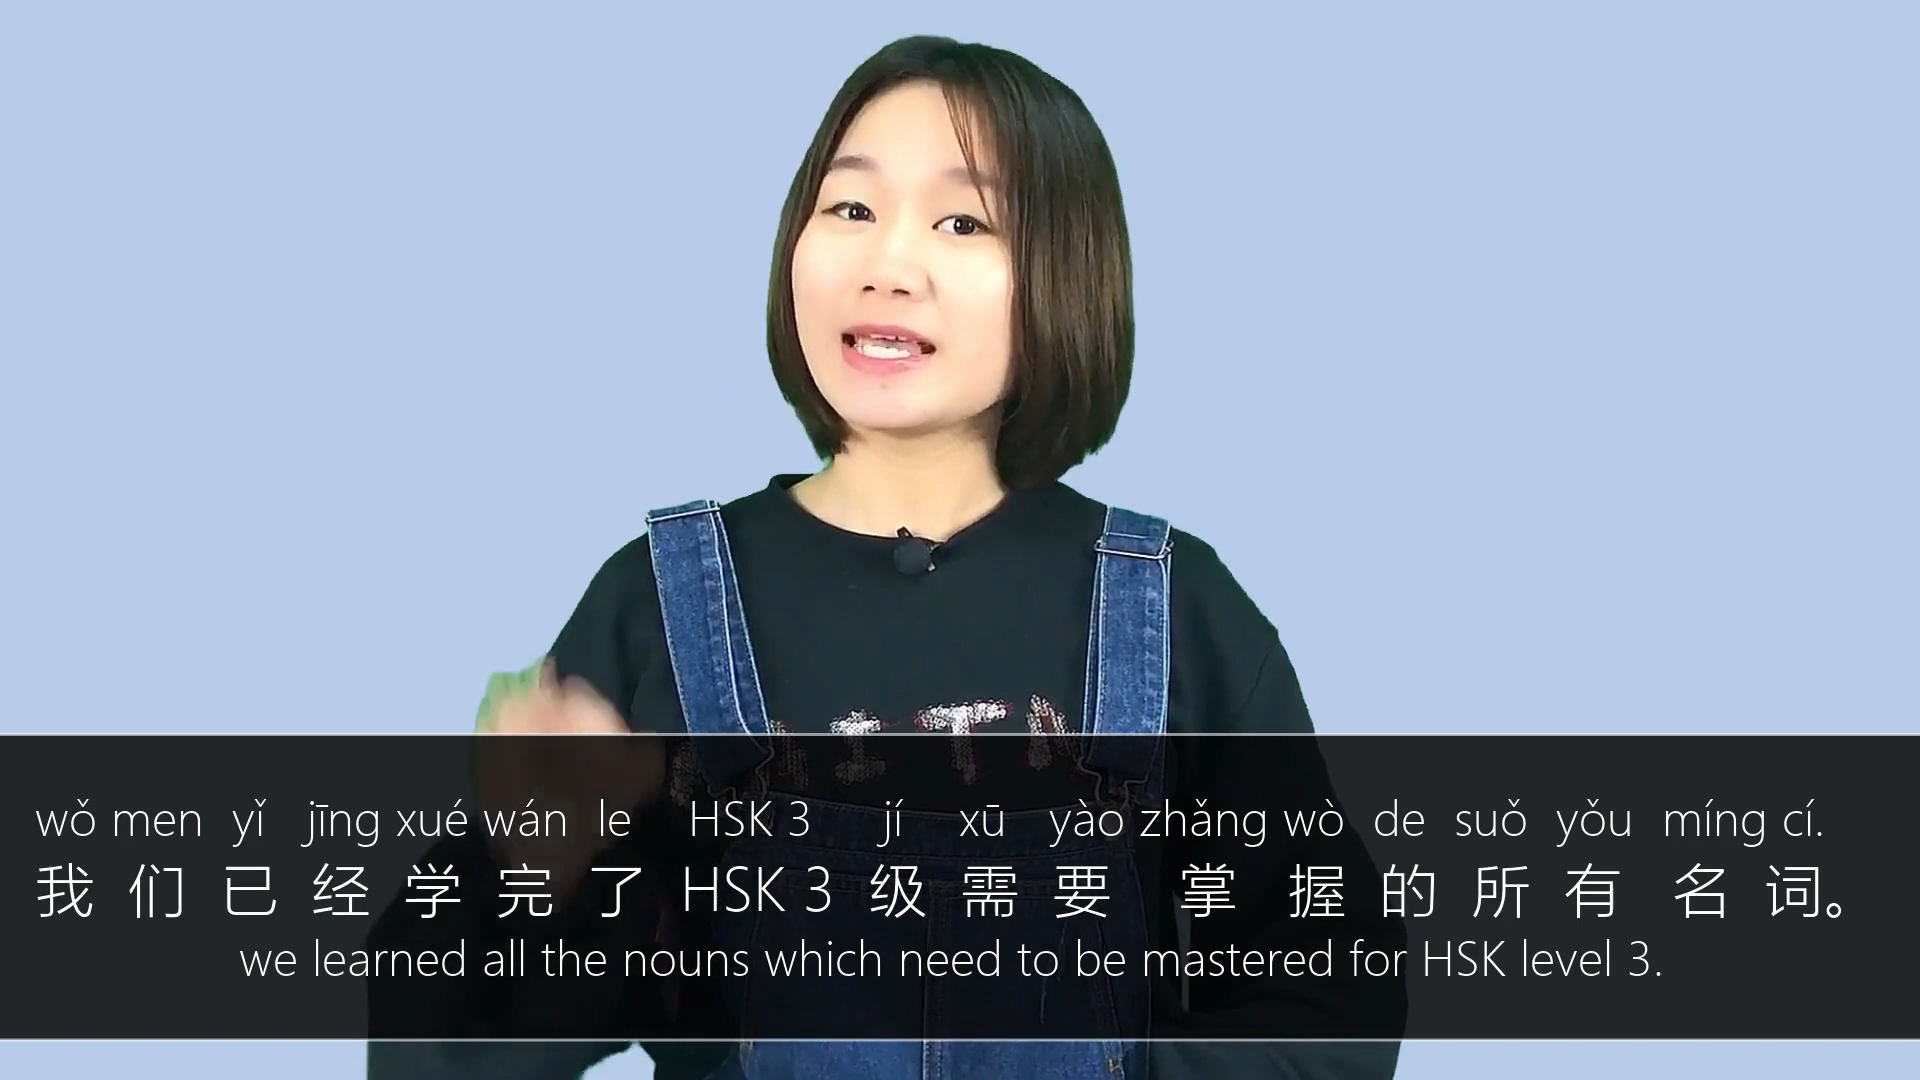 wǒ men yǐ jīng xué wán le HSK 3 jí xū yào zhǎng wò de suǒ yǒu míng cí.
我们已经学完了HSK 3级需要掌握的所有名词。
we learned all the nouns which need to be mastered for HSK level 3.